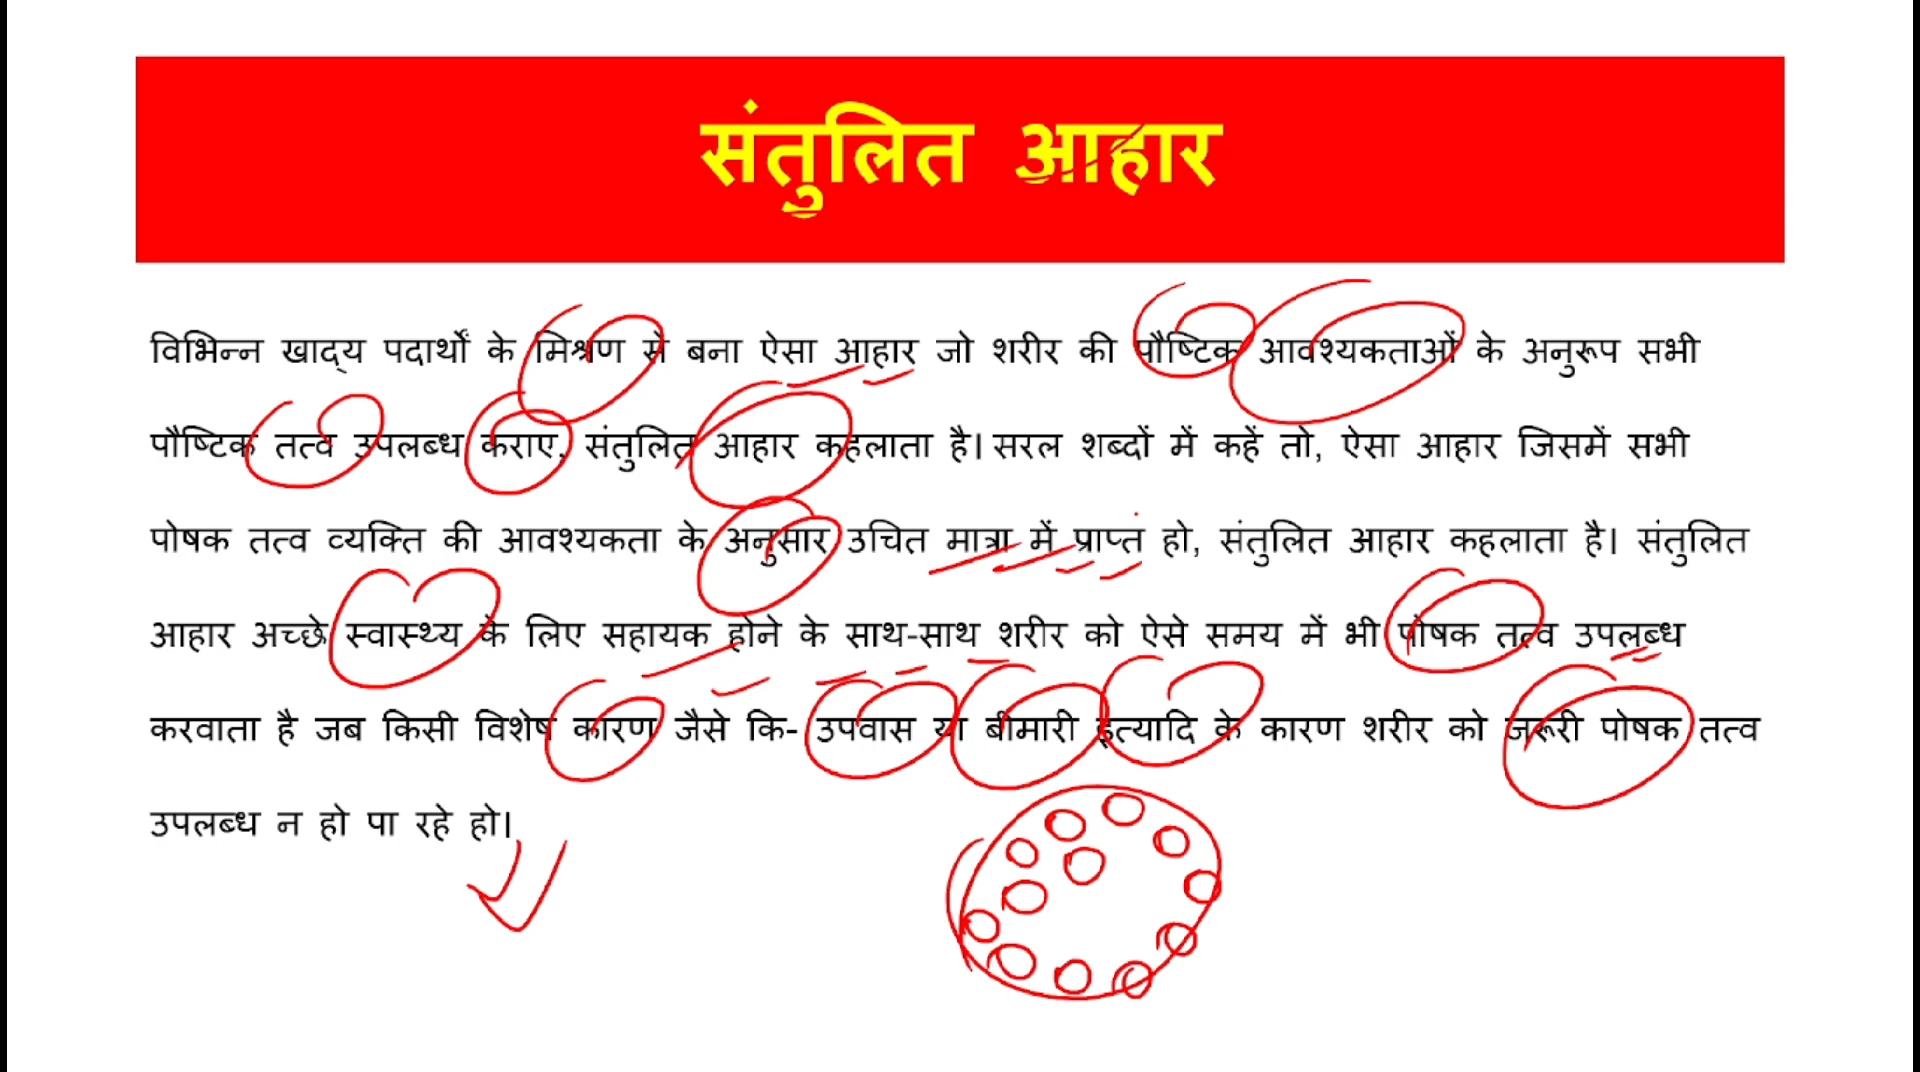 संतुलित आहार
विभिन्न खाद्य पदार्थों के मिश्रण से बना ऐसा आहार जो शरीर की पौष्टिक आवश्यकताओं के अनुरूप सभी
पौष्टिक तत्व उपलब्ध कराए, संतुलित आहार कहलाता है। सरल शब्दों में कहें तो, ऐसा आहार जिसमें सभी
पोषक तत्व व्यक्ति की आवश्यकता के अनुसार उचित मात्रा में प्राप्त हो, संतुलित आहार कहलाता है। संतुलित
आहार अच्छे स्वास्थ्य के लिए सहायक होने के साथ-साथ शरीर को ऐसे समय में भी पोषक तत्व उपलब्ध
करवाता है जब किसी विशेष कारण जैसे कि- उपवास या बीमारी इत्यादि के कारण शरीर को जरूरी पोषक तत्व
उपलब्ध न हो पा रहे हो।